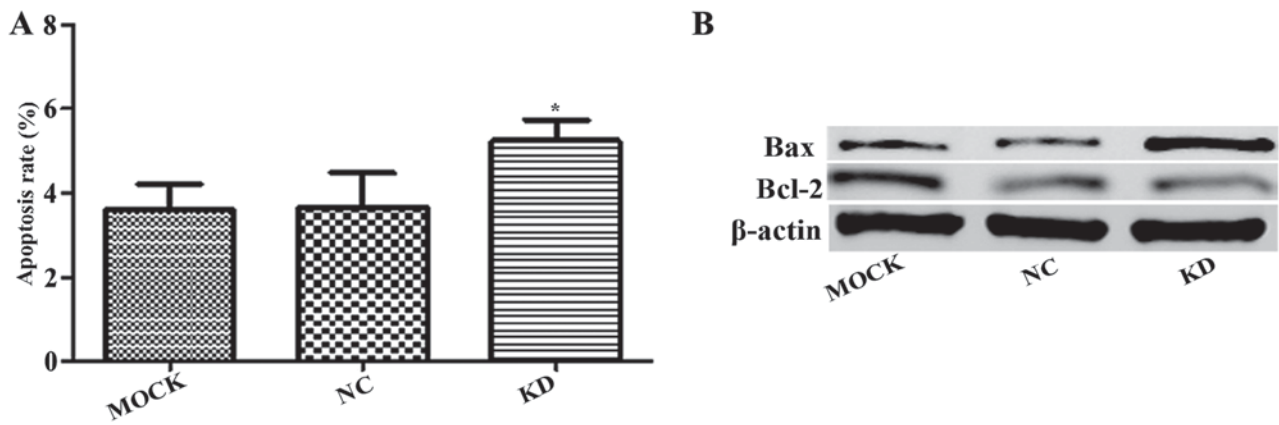 A
Apoptosis rate (%)
8
6
4
2
0
*
MOCK
NC
KD
B
Bax
Bcl-2
β-actin
MOCK
NC
KD